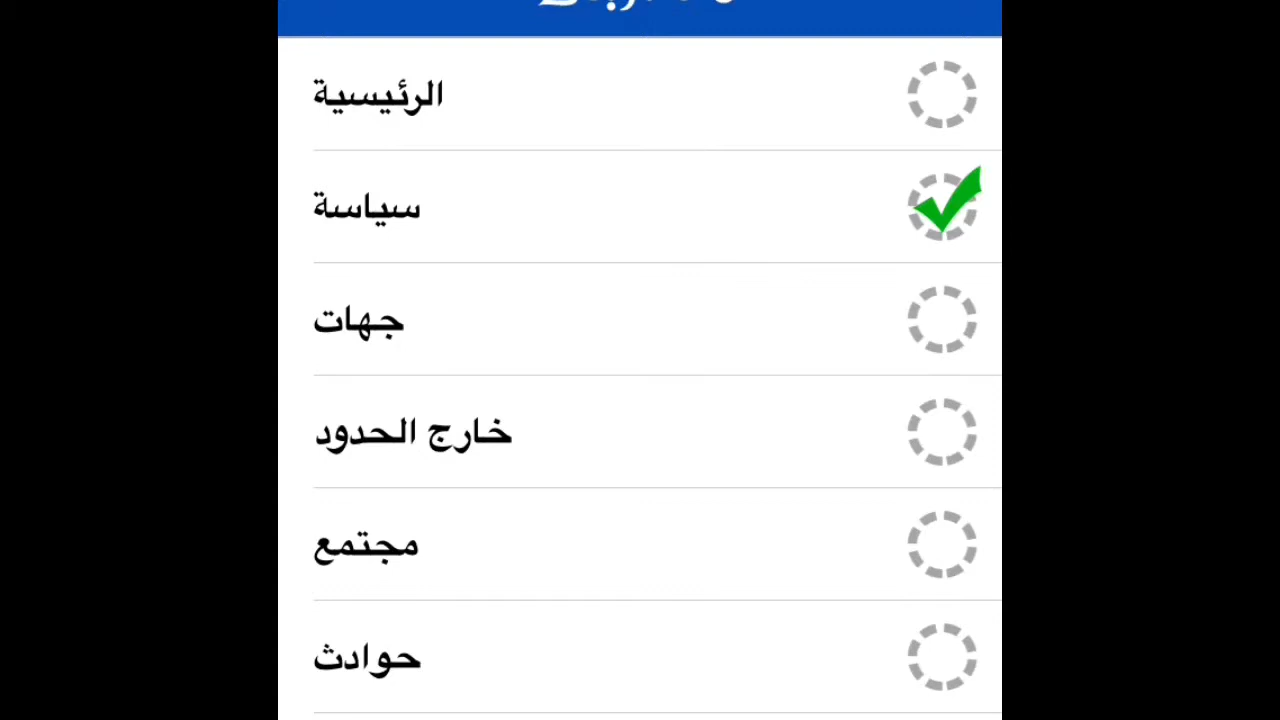 الرئيسية
سياسة
جهات
خارج الحدود
مجتمع
حوادث